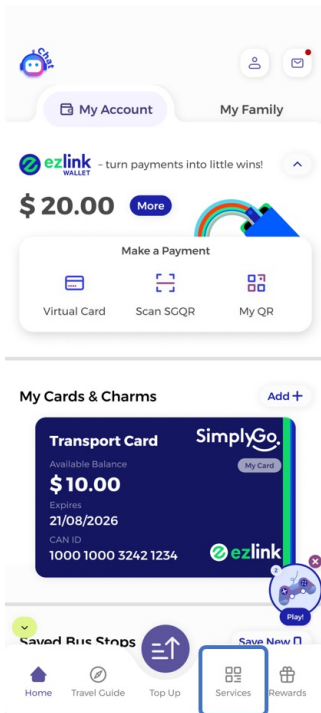 Chat
My Account
My Family
ezlink WALLET - turn payments into little wins!
$ 20.00 More
Make a Payment
Virtual Card Scan SGQR My QR
My Cards & Charms Add +
Transport Card SimplyGo.
Available Balance My Card
$ 10.00
Expires
21/08/2026
CAN ID
1000 1000 3242 1234 ezlink
2
Play!
Saved Bus Stops Save New
Home Travel Guide Top Up Services Rewards